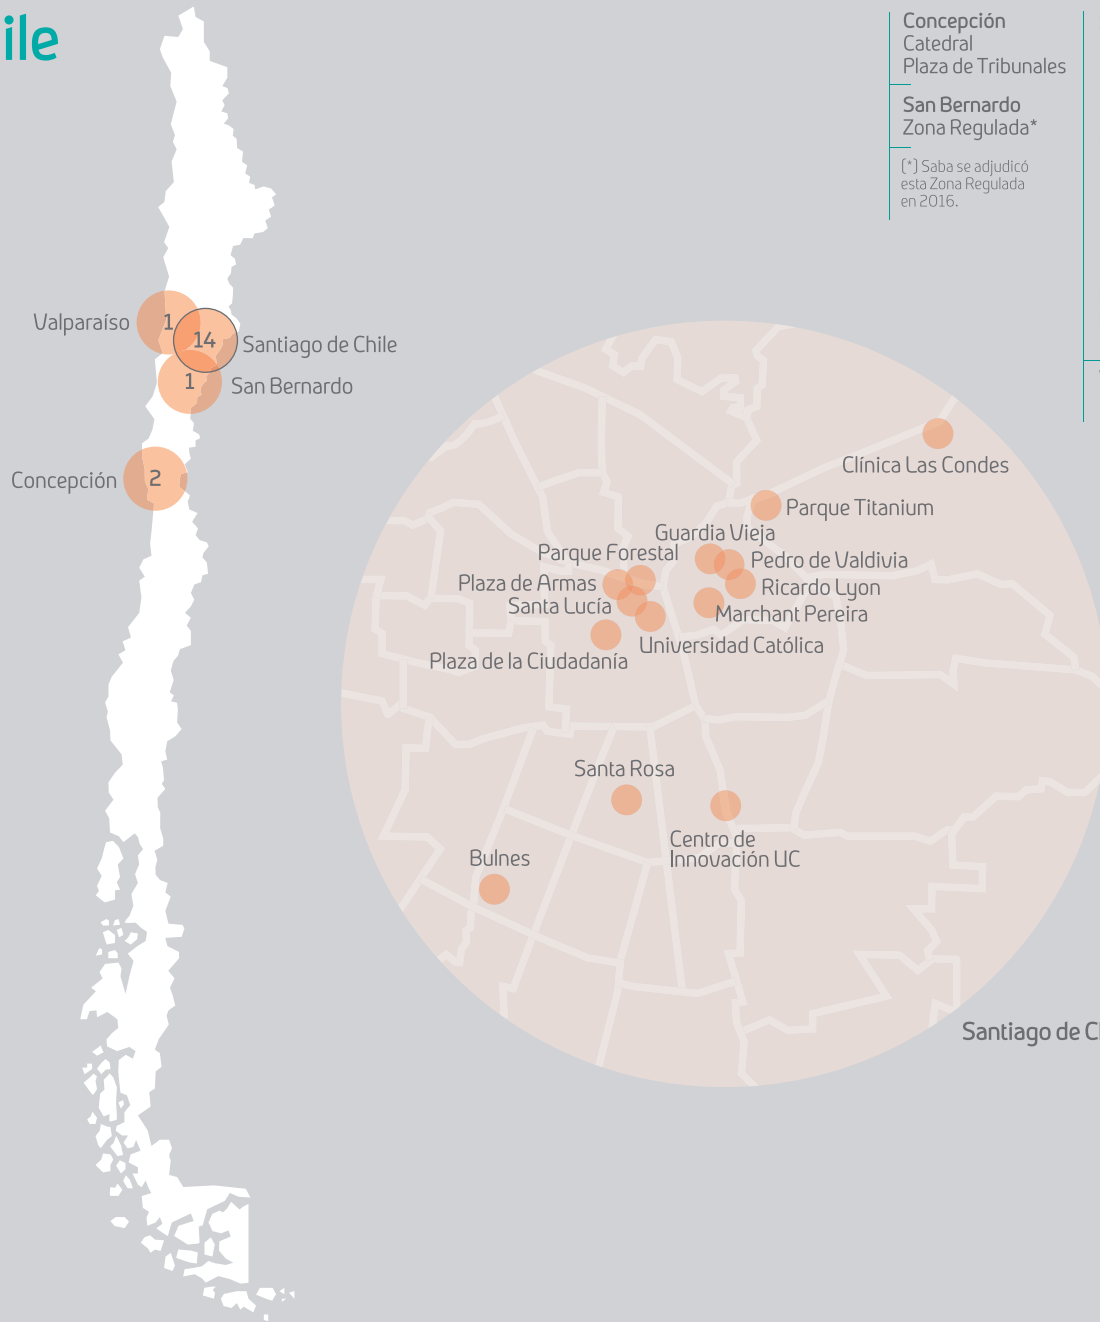 ile
Concepción
Catedral
Plaza de Tribunales
San Bernardo
Zona Regulada*
(*) Saba se adjudicó
esta Zona Regulada
en 2016.
Valparaíso
1
14
Santiago de Chile
1
San Bernardo
Concepción
2
Clínica Las Condes
Parque Titanium
Guardia Vieja
Parque Forestal
Pedro de Valdivia
Plaza de Armas
Ricardo Lyon
Santa Lucía
Marchant Pereira
Universidad Católica
Plaza de la Ciudadanía
Santa Rosa
Centro de
Innovación UC
Bulnes
Santiago de C